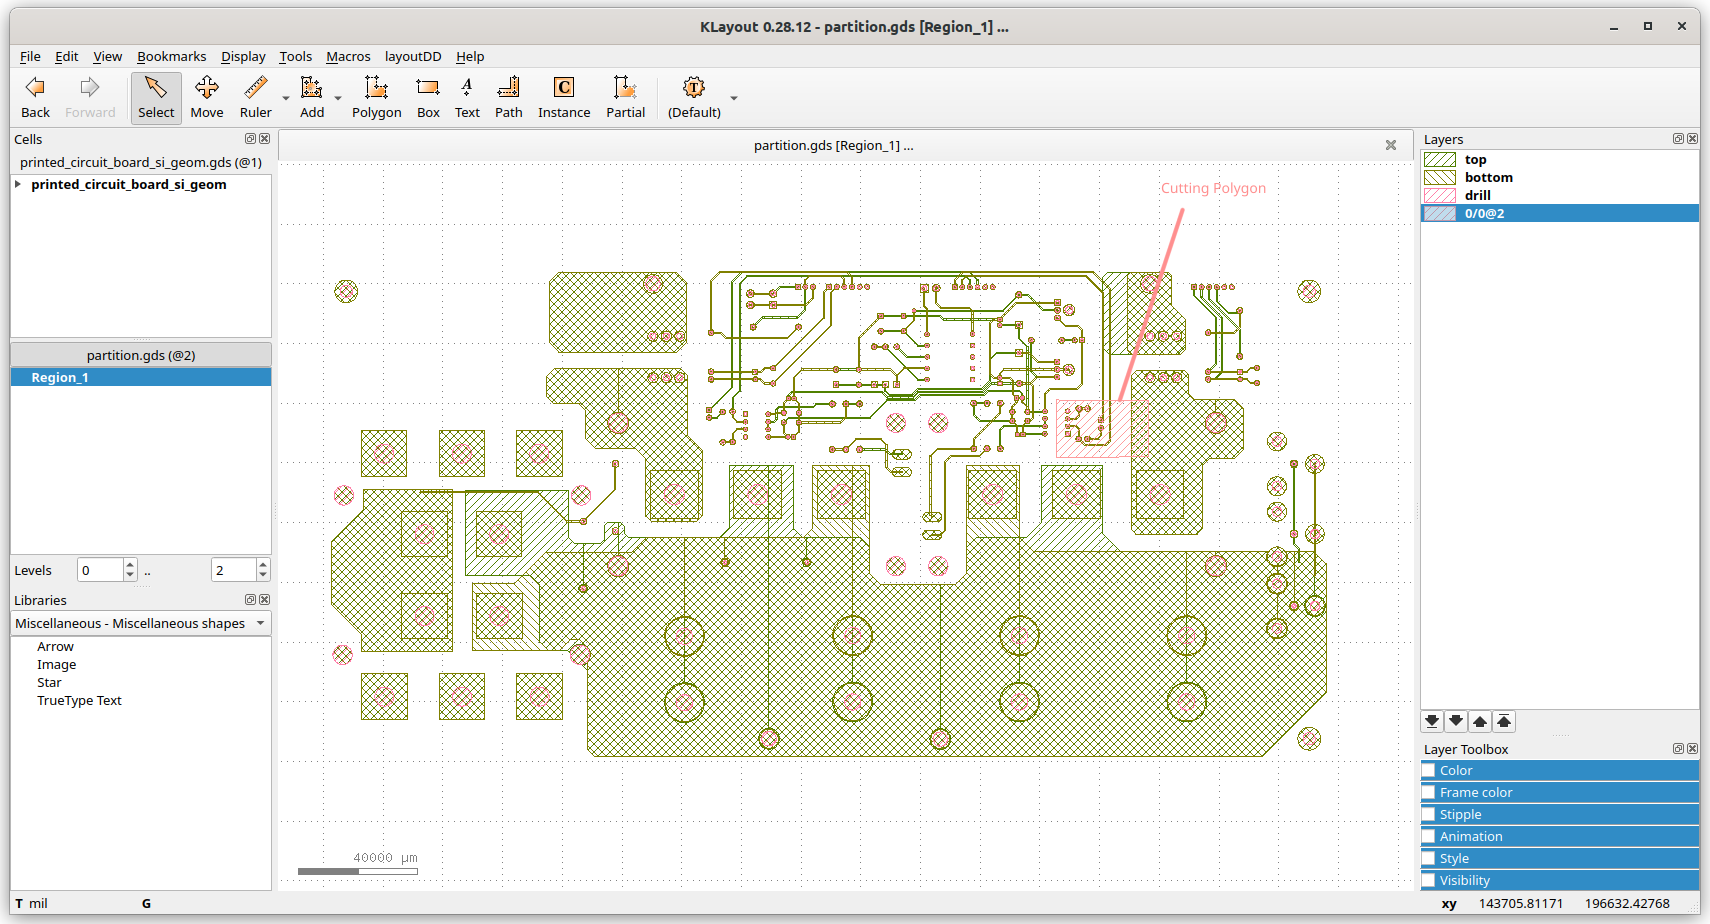 KLayout 0.28.12 - partition.gds [Region_1] ...
File Edit View Bookmarks Display Tools Macros layoutDD Help
Back Forward Select Move Ruler Add Polygon Box Text Path Instance Partial (Default)
Cells
printed_circuit_board_si_geom.gds (@1)
printed_circuit_board_si_geom
partition.gds (@2)
Region_1
Levels 0 .. 2
Libraries
Miscellaneous - Miscellaneous shapes
Arrow
Image
Star
TrueType Text
partition.gds [Region_1] ...
Cutting Polygon
40000 µm
Layers
top
bottom
drill
0/0@2
Layer Toolbox
Color
Frame color
Stipple
Animation
Style
Visibility
T mil G xy 143705.81171 196632.42768